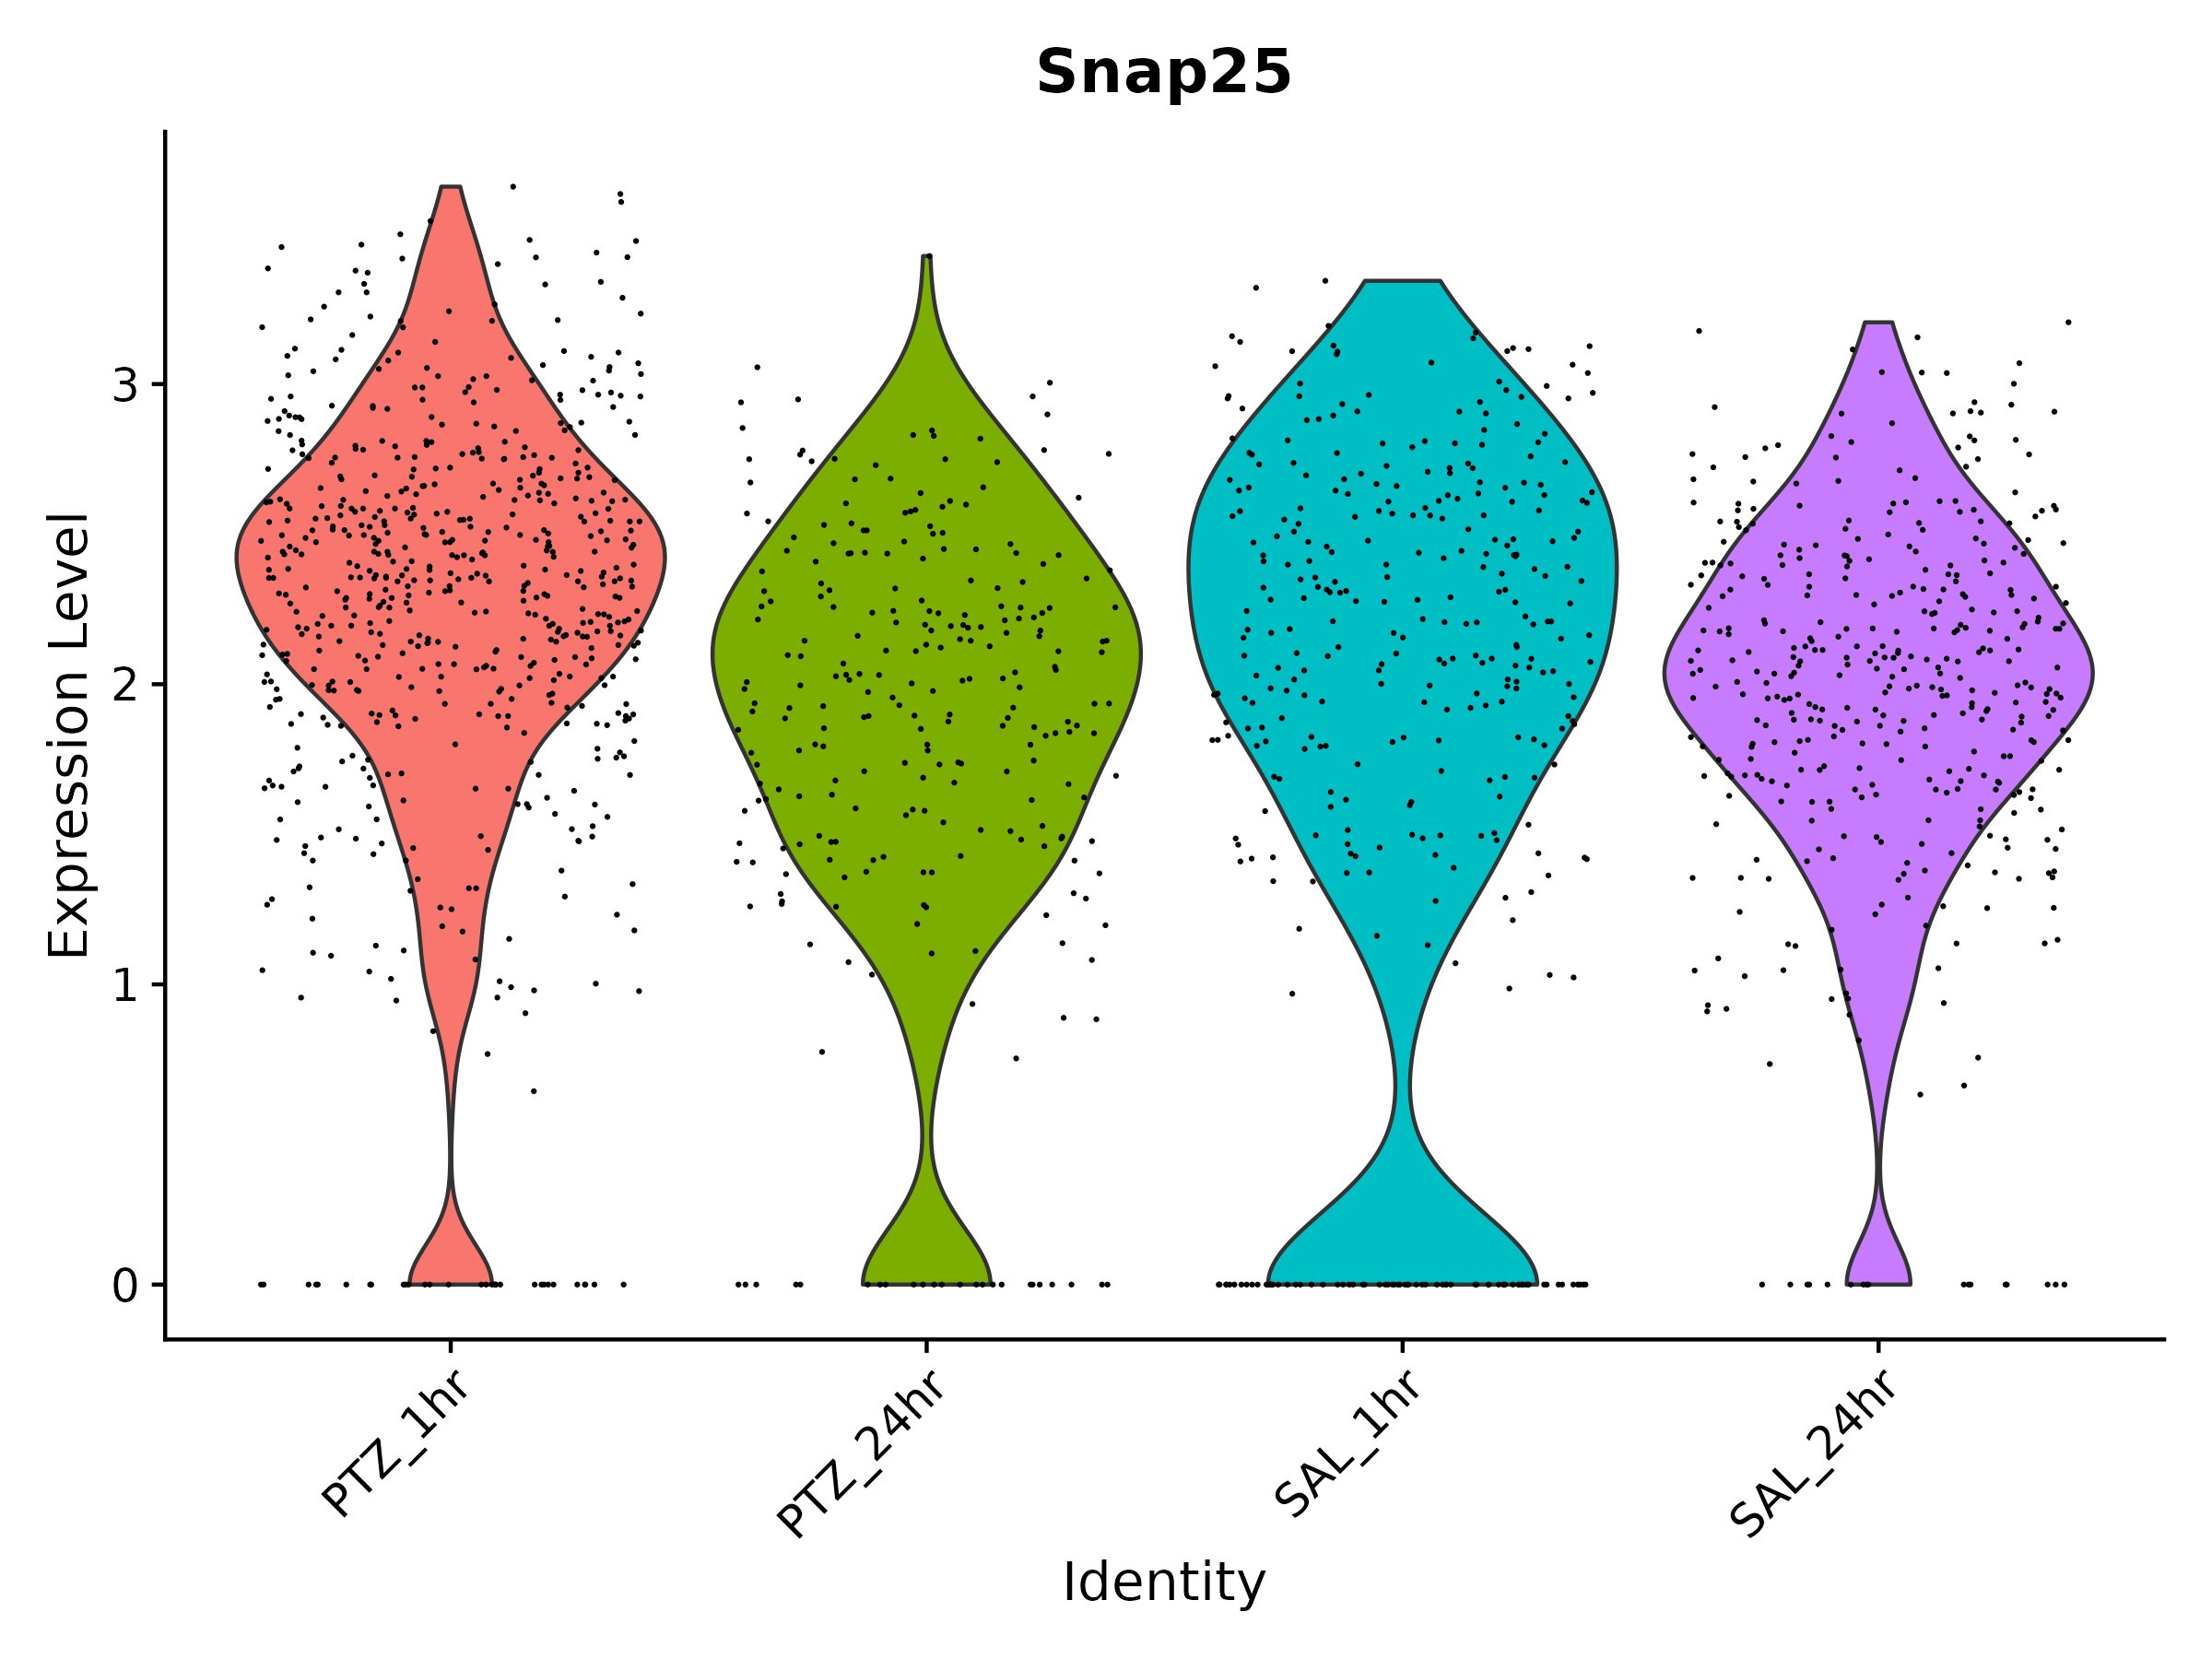 Snap25
Expression Level
3
2
1
0
PTZ_1hr
PTZ_24hr
SAL_1hr
SAL_24hr
Identity